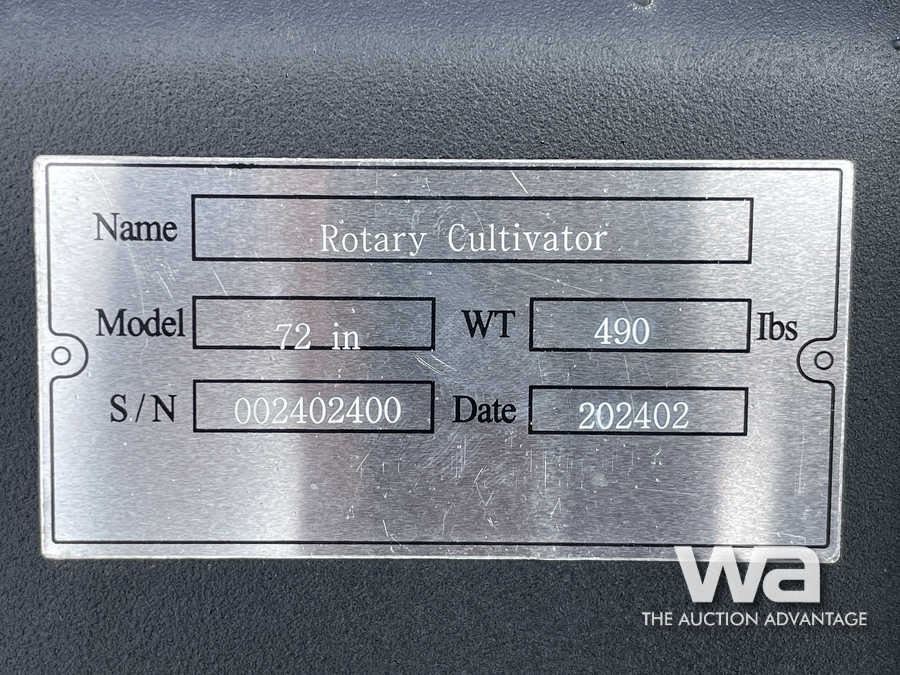 Name Rotary Cultivator
Model 72 in WT 490 lbs
S/N 002402400 Date 202402
wa
THE AUCTION ADVANTAGE